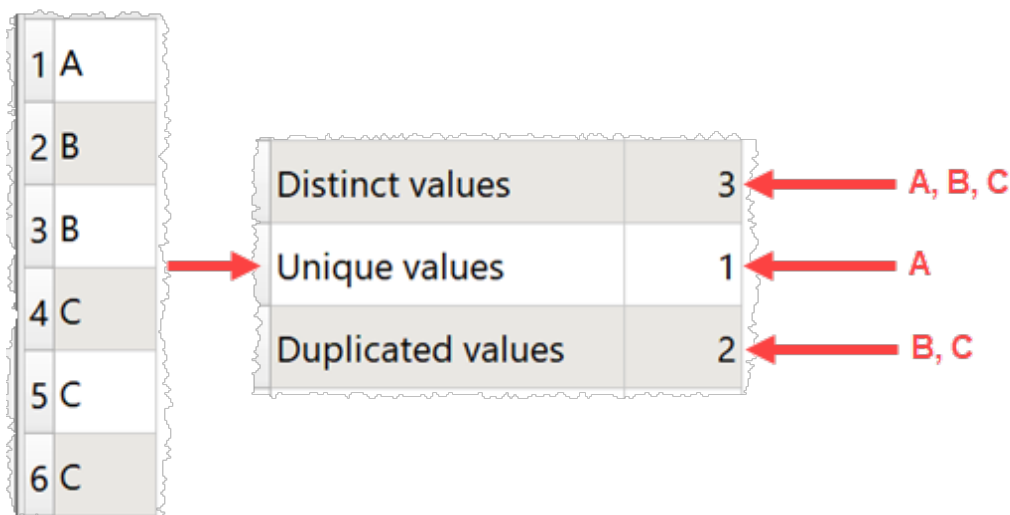 1 A
2 B
3 B
4 C
5 C
6 C
Distinct values 3 A, B, C
Unique values 1 A
Duplicated values 2 B, C